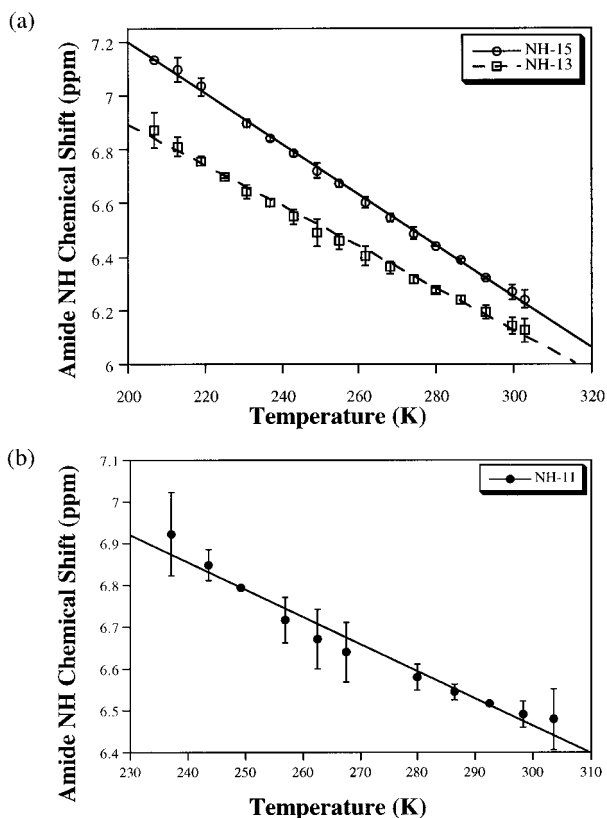 (a)
7.2
7
6.8
6.6
6.4
6.2
6
Amide NH Chemical Shift (ppm)
NH-15
NH-13
200 220 240 260 280 300 320
Temperature (K)
(b)
7.1
7
6.9
6.8
6.7
6.6
6.5
6.4
Amide NH Chemical Shift (ppm)
NH-11
230 240 250 260 270 280 290 300 310
Temperature (K)